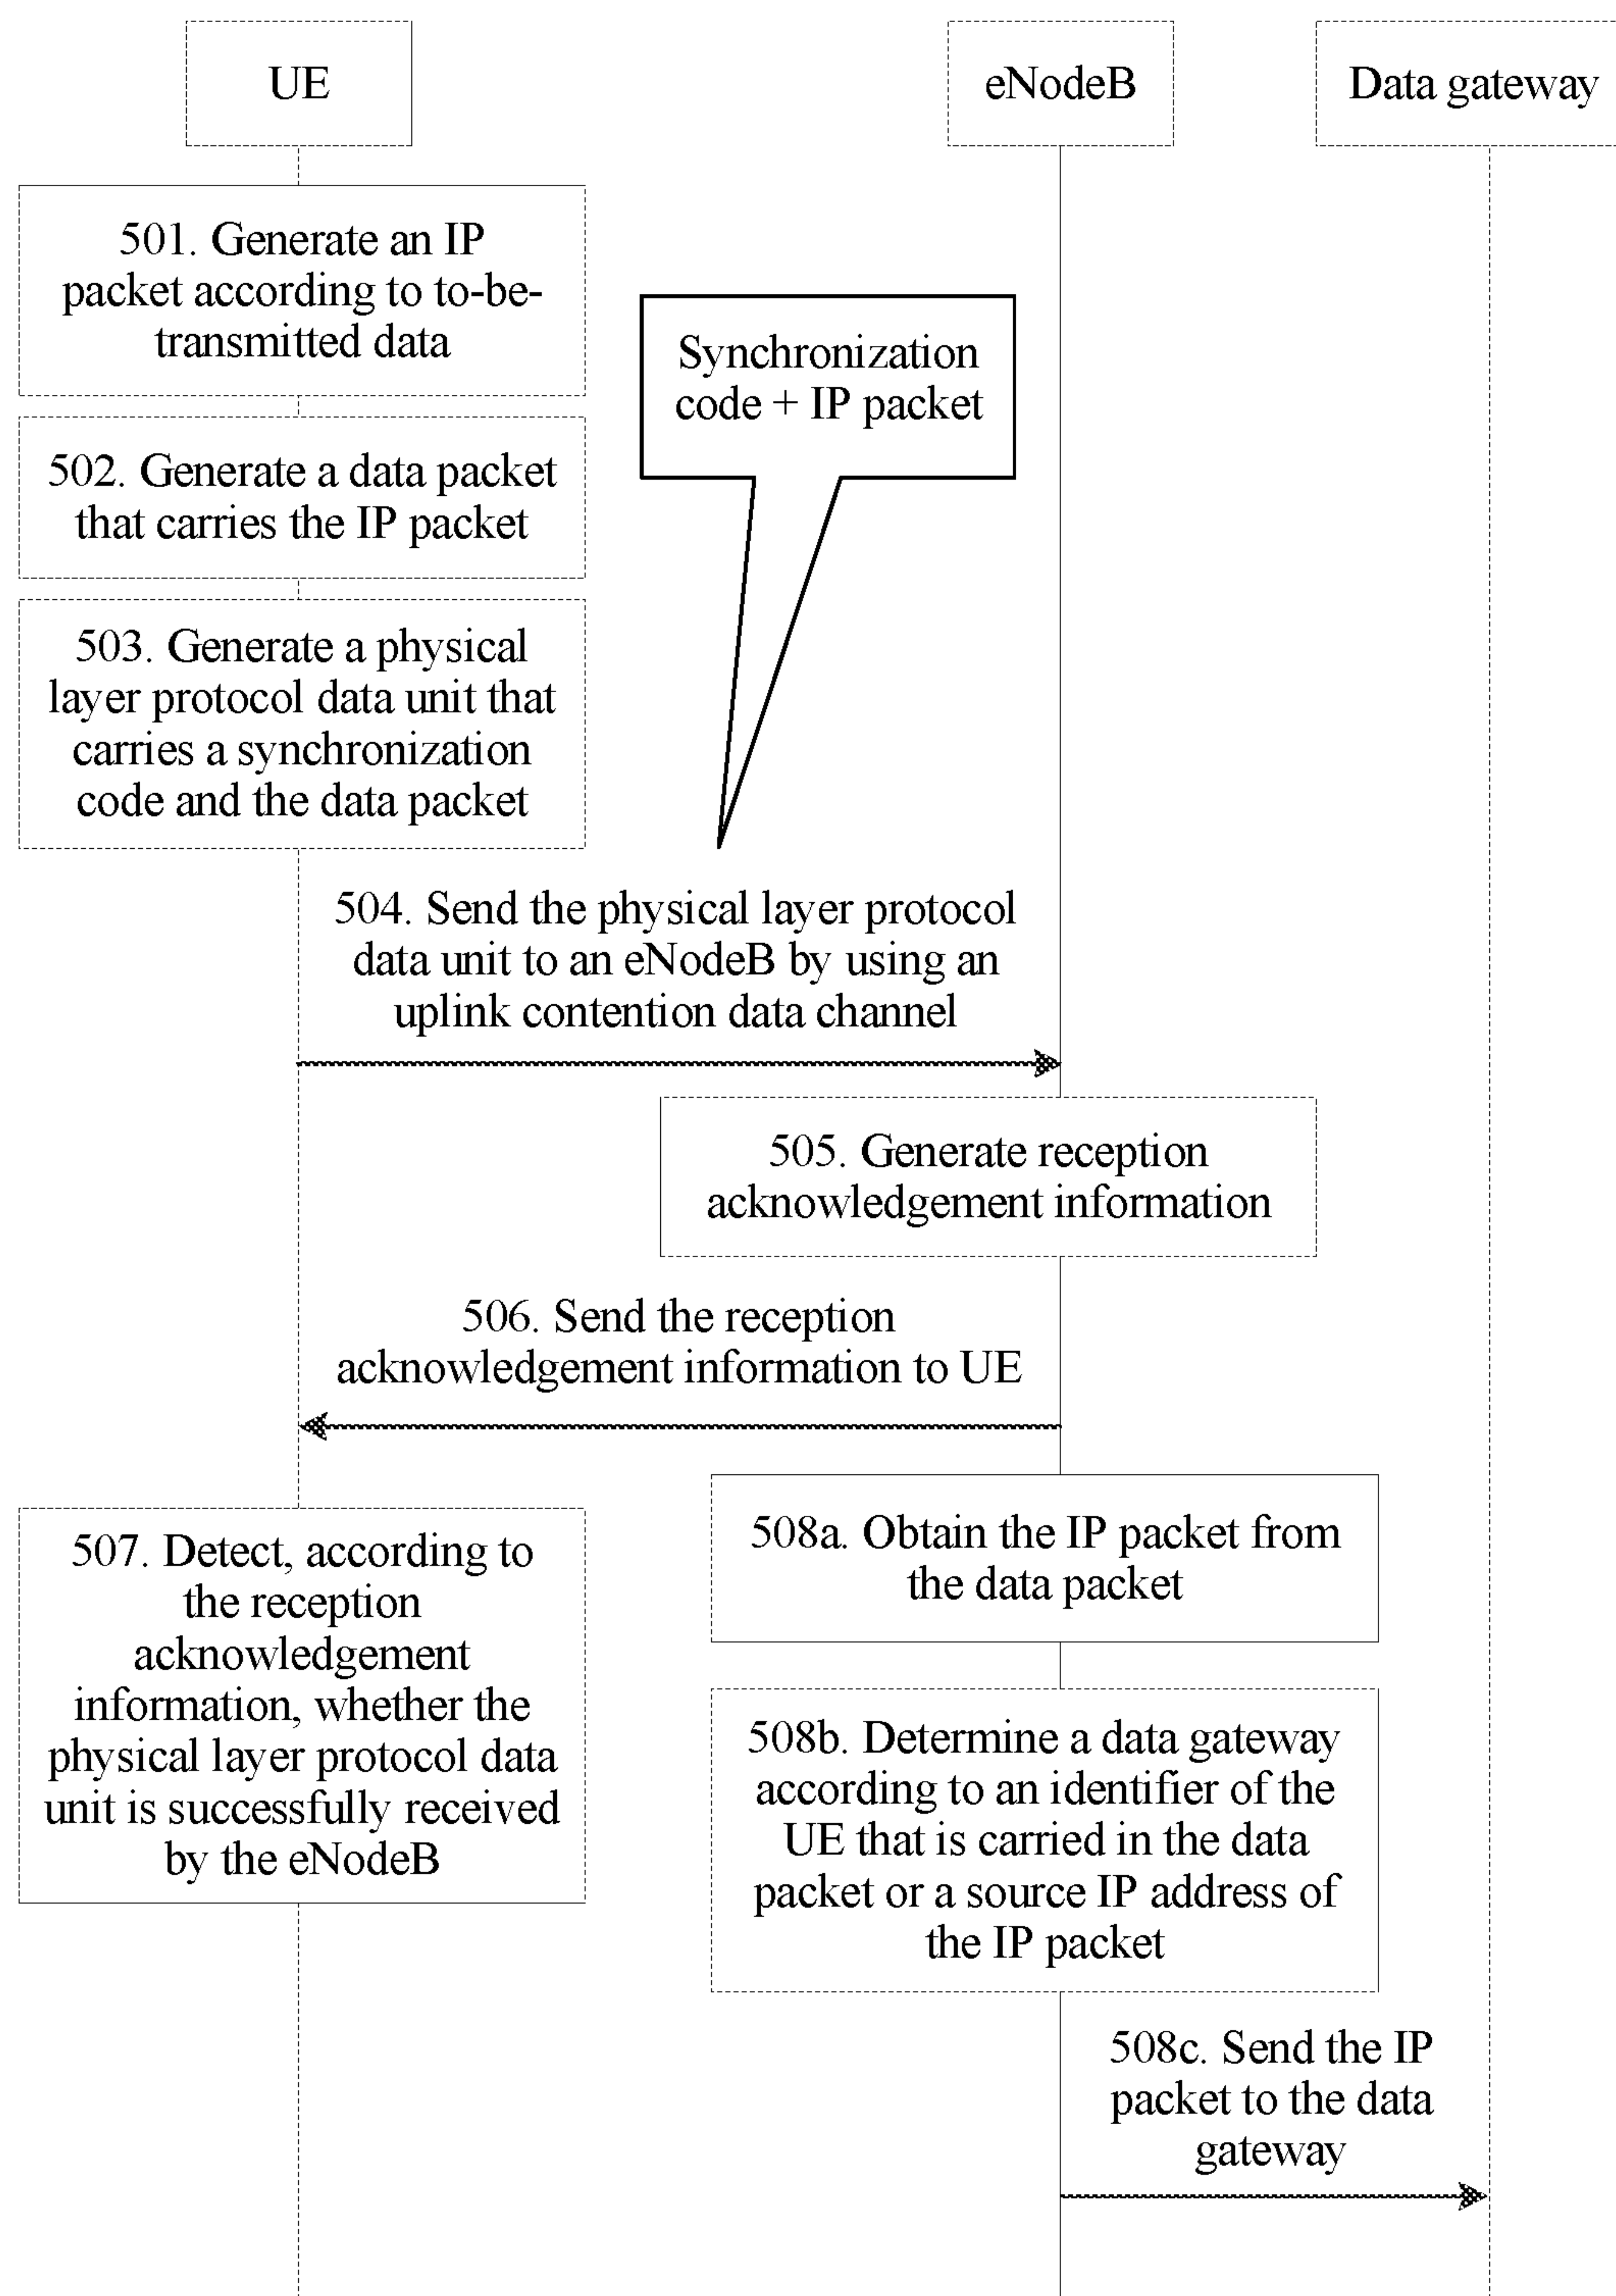 UE
eNodeB
Data gateway
501. Generate an IP
packet according to to-be-
transmitted data
Synchronization
code + IP packet
502. Generate a data packet
that carries the IP packet
503. Generate a physical
layer protocol data unit that
carries a synchronization
code and the data packet
504. Send the physical layer protocol
data unit to an eNodeB by using an
uplink contention data channel
505. Generate reception
acknowledgement information
506. Send the reception
acknowledgement information to UE
507. Detect, according to
the reception
acknowledgement
information, whether the
physical layer protocol data
unit is successfully received
by the eNodeB
508a. Obtain the IP packet from
the data packet
508b. Determine a data gateway
according to an identifier of the
UE that is carried in the data
packet or a source IP address of
the IP packet
508c. Send the IP
packet to the data
gateway